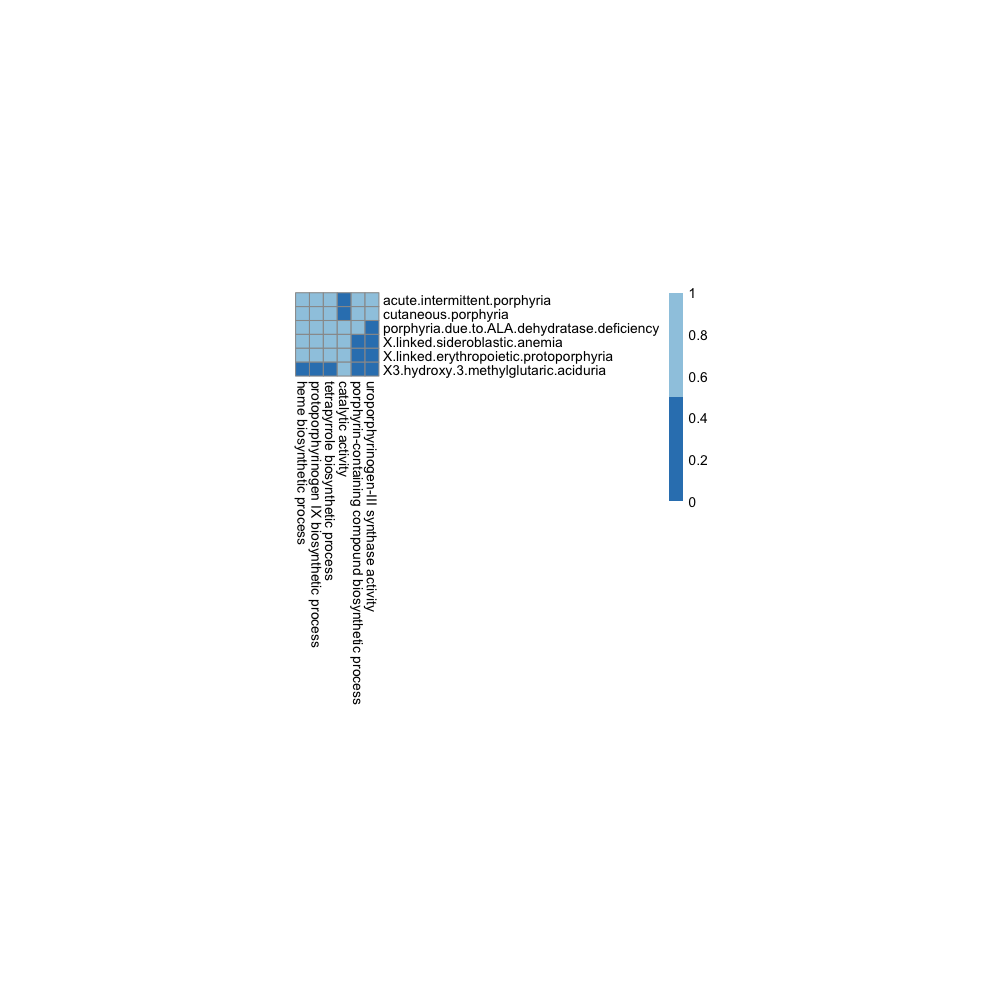 acute.intermittent.porphyria
cutaneous.porphyria
porphyria.due.to.ALA.dehydratase.deficiency
X.linked.sideroblastic.anemia
X.linked.erythropoietic.protoporphyria
X3.hydroxy.3.methylglutaric.aciduria
heme biosynthetic process
protoporphyrinogen IX biosynthetic process
tetrapyrrole biosynthetic process
catalytic activity
porphyrin-containing compound biosynthetic process
uroporphyrinogen-III synthase activity
1
0.8
0.6
0.4
0.2
0